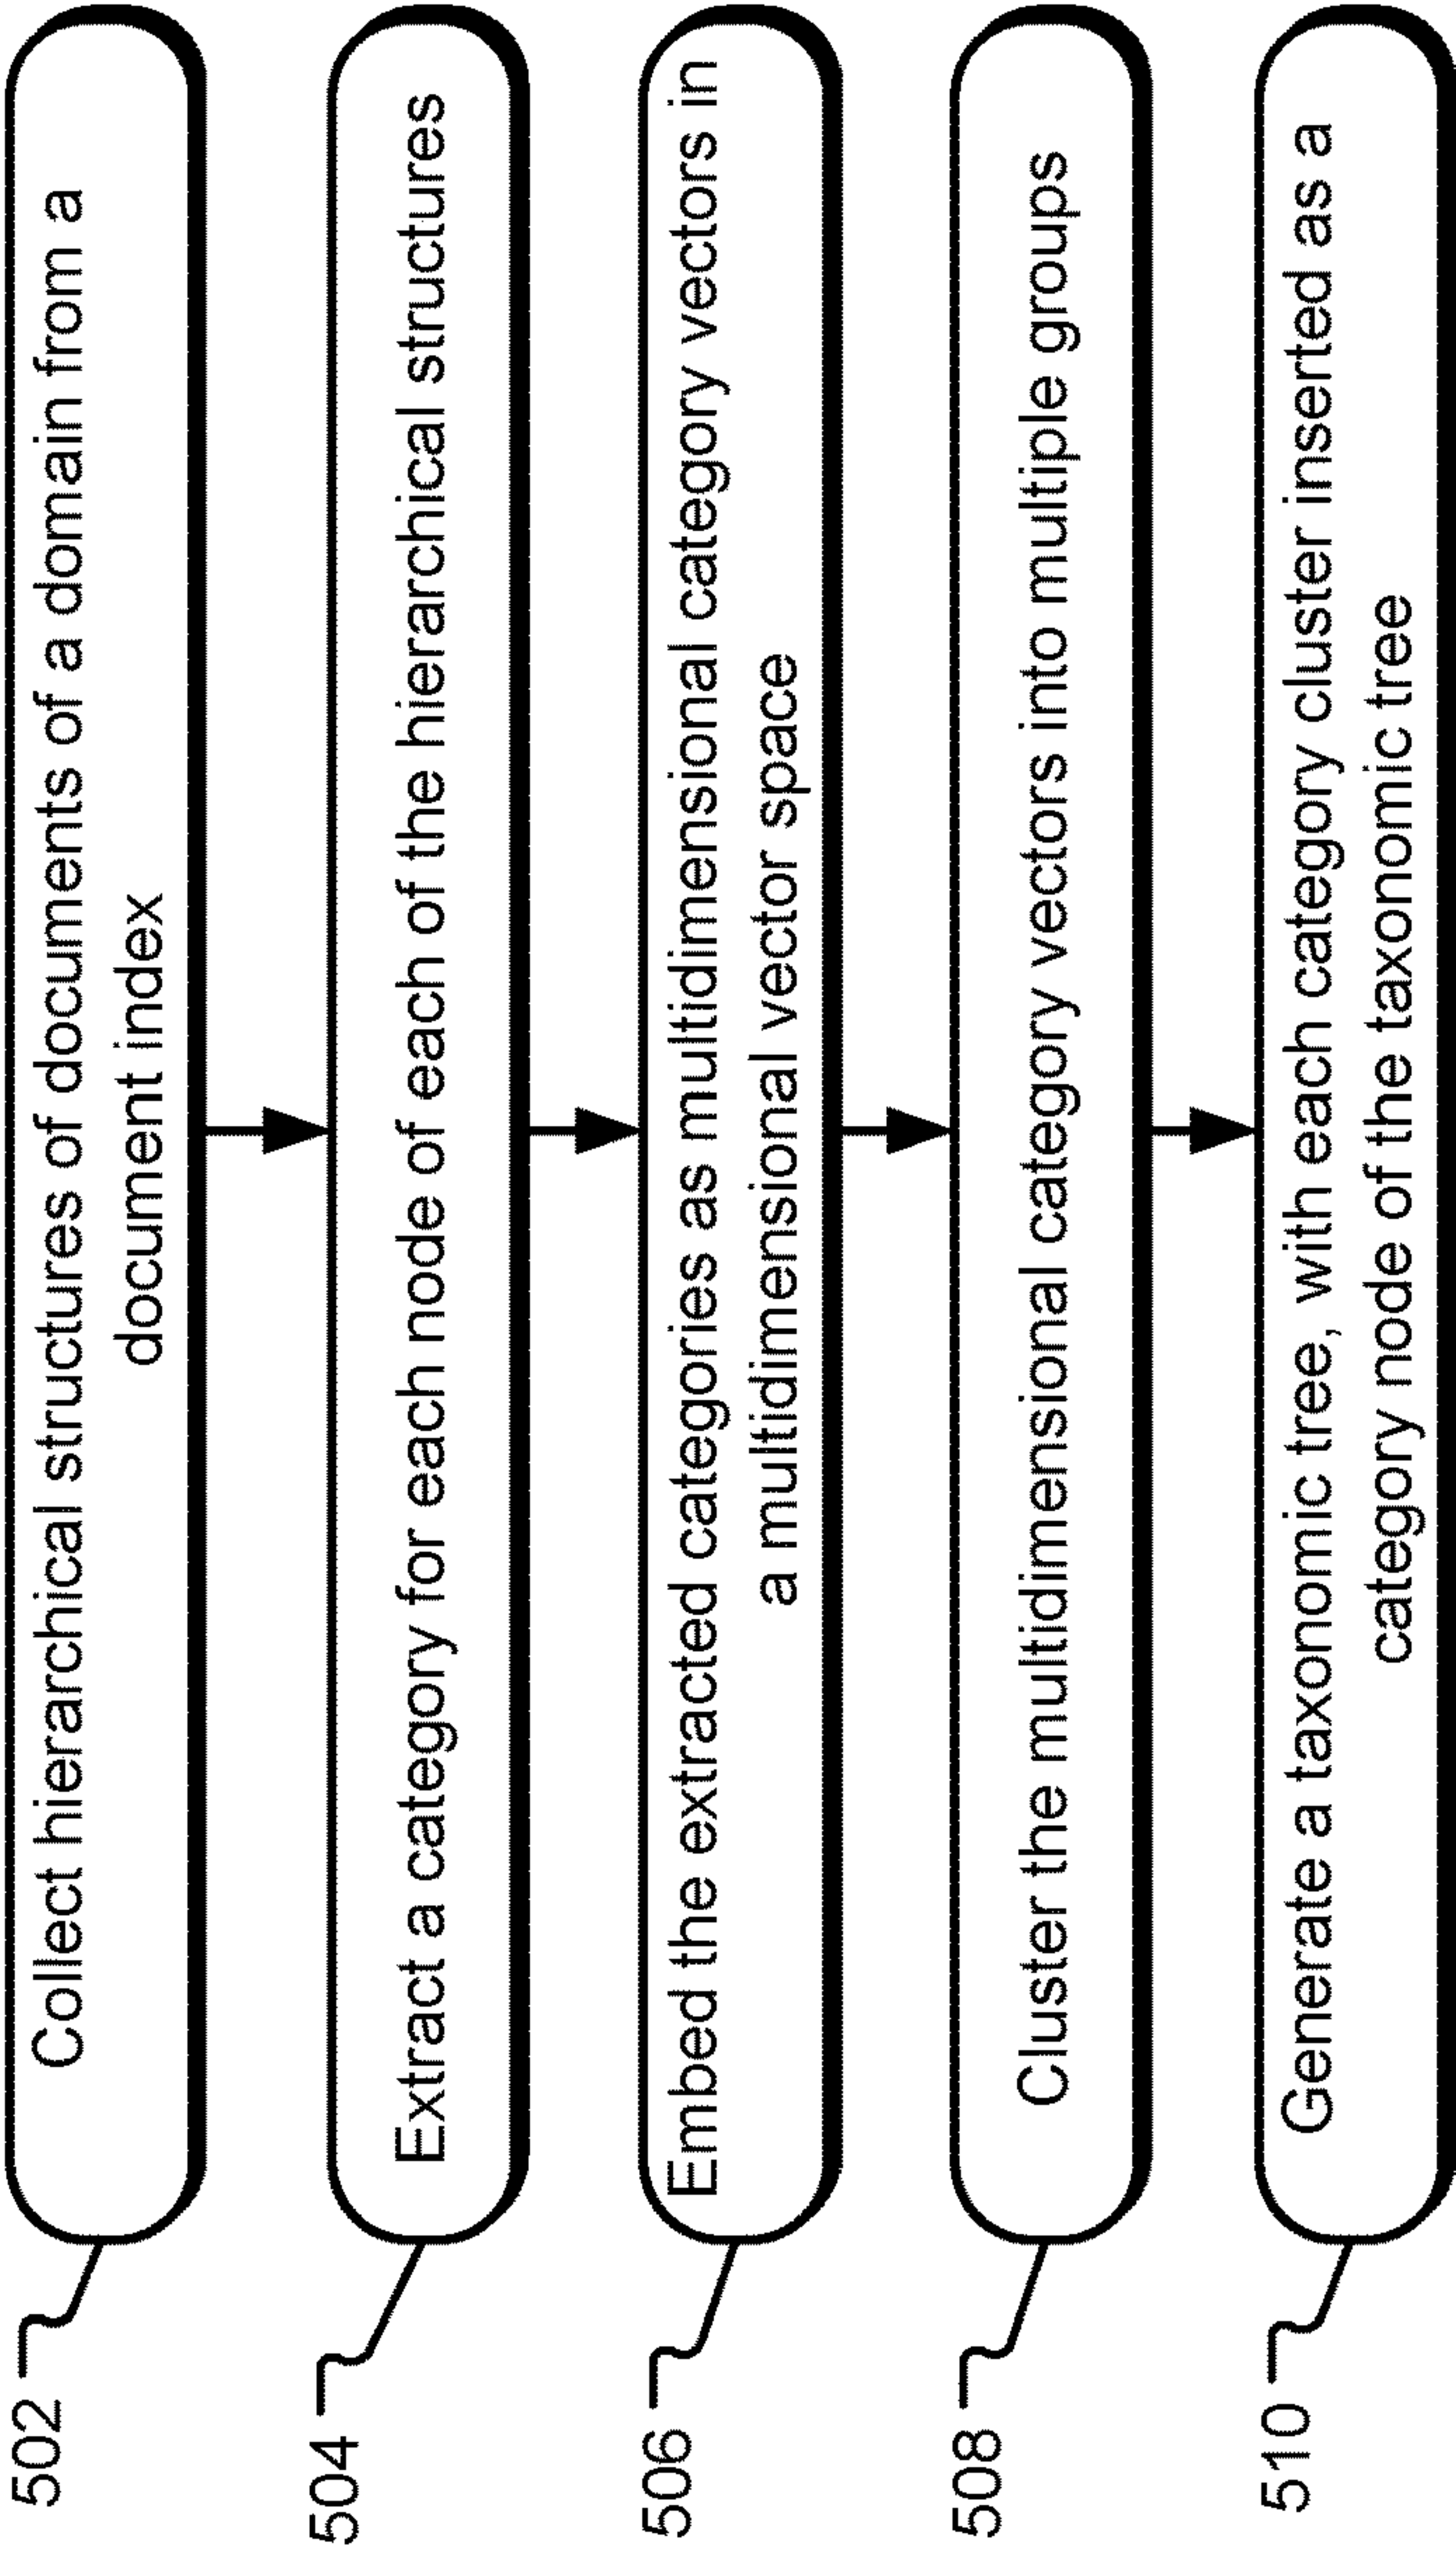 502
Collect hierarchical structures of documents of a domain from a
document index
504
Extract a category for each node of each of the hierarchical structures
506
Embed the extracted categories as multidimensional category vectors in
a multidimensional vector space
508
Cluster the multidimensional category vectors into multiple groups
510
Generate a taxonomic tree, with each category cluster inserted as a
category node of the taxonomic tree